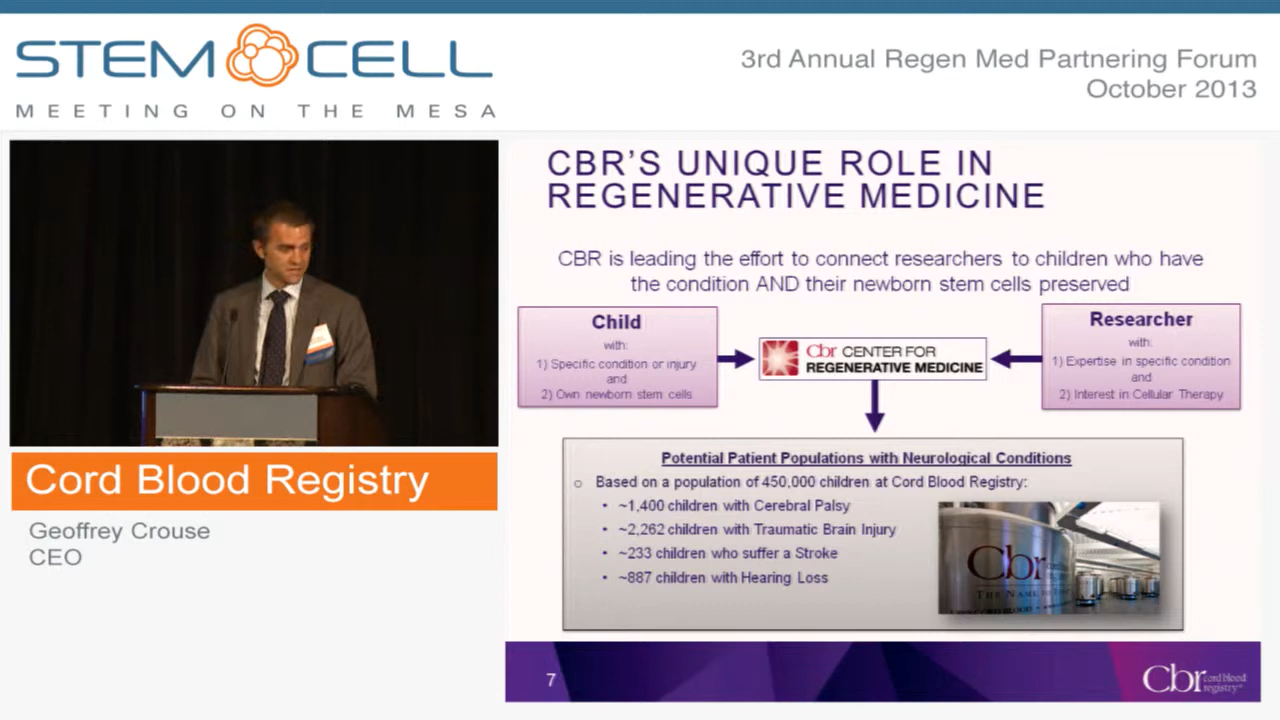 STEM CELL
MEETING ON THE MESA
3rd Annual Regen Med Partnering Forum
October 2013
CBR'S UNIQUE ROLE IN
REGENERATIVE MEDICINE
CBR is leading the effort to connect researchers to children who have
the condition AND their newborn stem cells preserved
Child
with:
1) Specific condition or injury
and
2) Own newborn stem cells
Cbr CENTER FOR
REGENERATIVE MEDICINE
Researcher
with:
1) Expertise in specific condition
and
2) Interest in Cellular Therapy
Potential Patient Populations with Neurological Conditions
o Based on a population of 450,000 children at Cord Blood Registry:
• ~1,400 children with Cerebral Palsy
• ~2,262 children with Traumatic Brain Injury
• ~233 children who suffer a Stroke
• ~887 children with Hearing Loss
Cbr
THE NAME
CORD BLOOD
7
Cbr cord blood
registry
Cord Blood Registry
Geoffrey Crouse
CEO